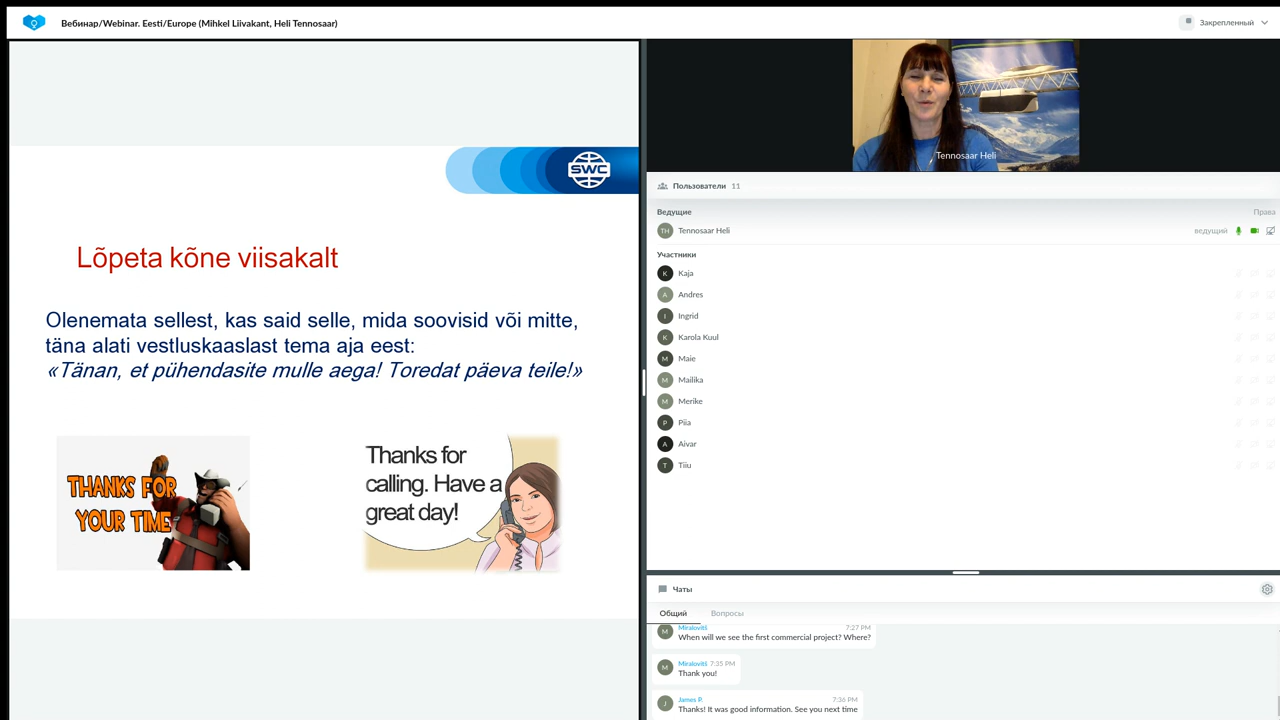 Вебинар/Webinar. Eesti/Europe (Mihkel Liivakant, Heli Tennosaar)
Закрепленный
SWC
Lõpeta kõne viisakalt
Olenemata sellest, kas said selle, mida soovisid või mitte,
täna alati vestluskaaslast tema aja eest:
«Tänan, et pühendasite mulle aega! Toredat päeva teile!»
THANKS FOR
YOUR TIME
Thanks for
calling. Have a
great day!
Tennosaar Heli
Пользователи 11
Ведущие Права
TH Tennosaar Heli ведущий
Участники
K Kaja
A Andres
I Ingrid
K Karola Kuul
M Maie
M Mailika
M Merike
P Piia
A Aivar
T Tiiu
Чаты
Общий Вопросы
Miralovitš 7:27 PM
M When will we see the first commercial project? Where?
Miralovitš 7:35 PM
M Thank you!
James P. 7:36 PM
J Thanks! It was good information. See you next time